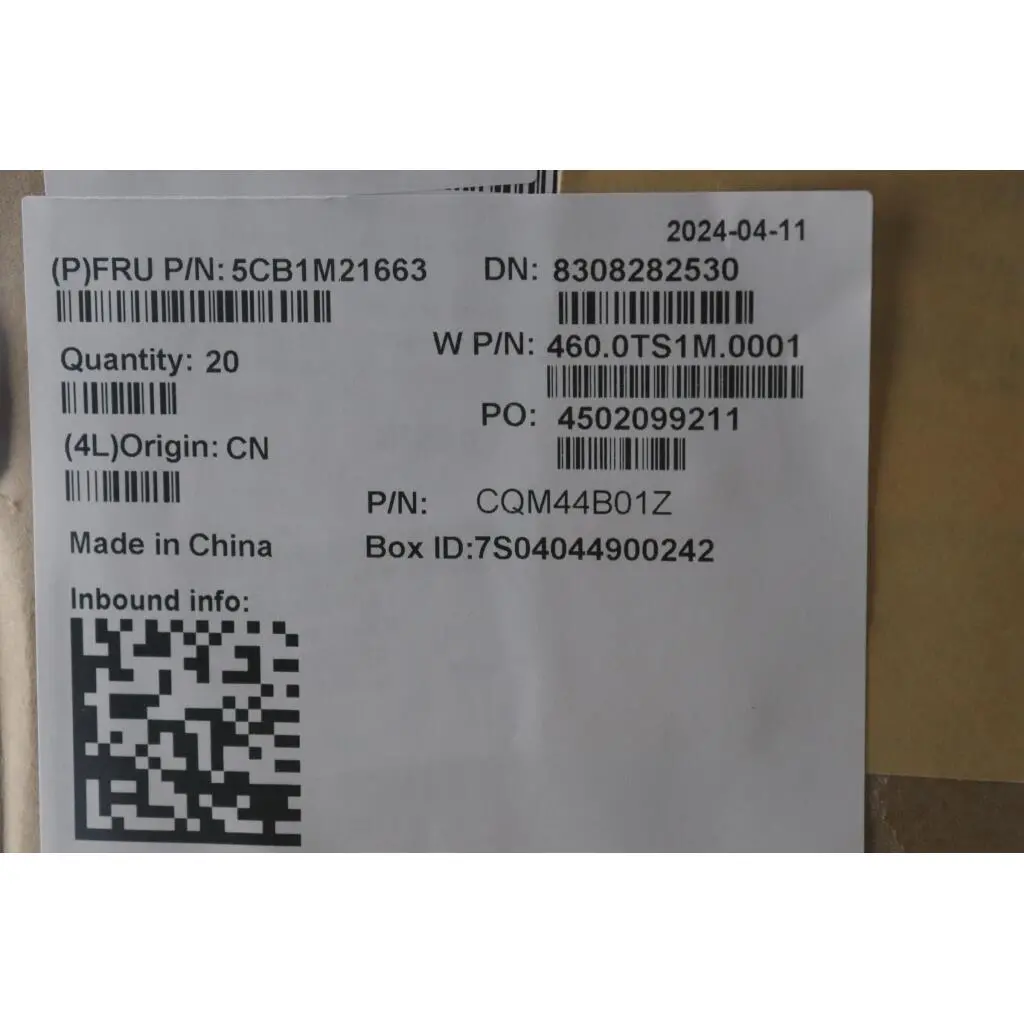 2024-04-11
(P)FRU P/N: 5CB1M21663 DN: 8308282530
W P/N: 460.0TS1M.0001
Quantity: 20
PO: 4502099211
(4L)Origin: CN
P/N: CQM44B01Z
Made in China Box ID:7S04044900242
Inbound info: